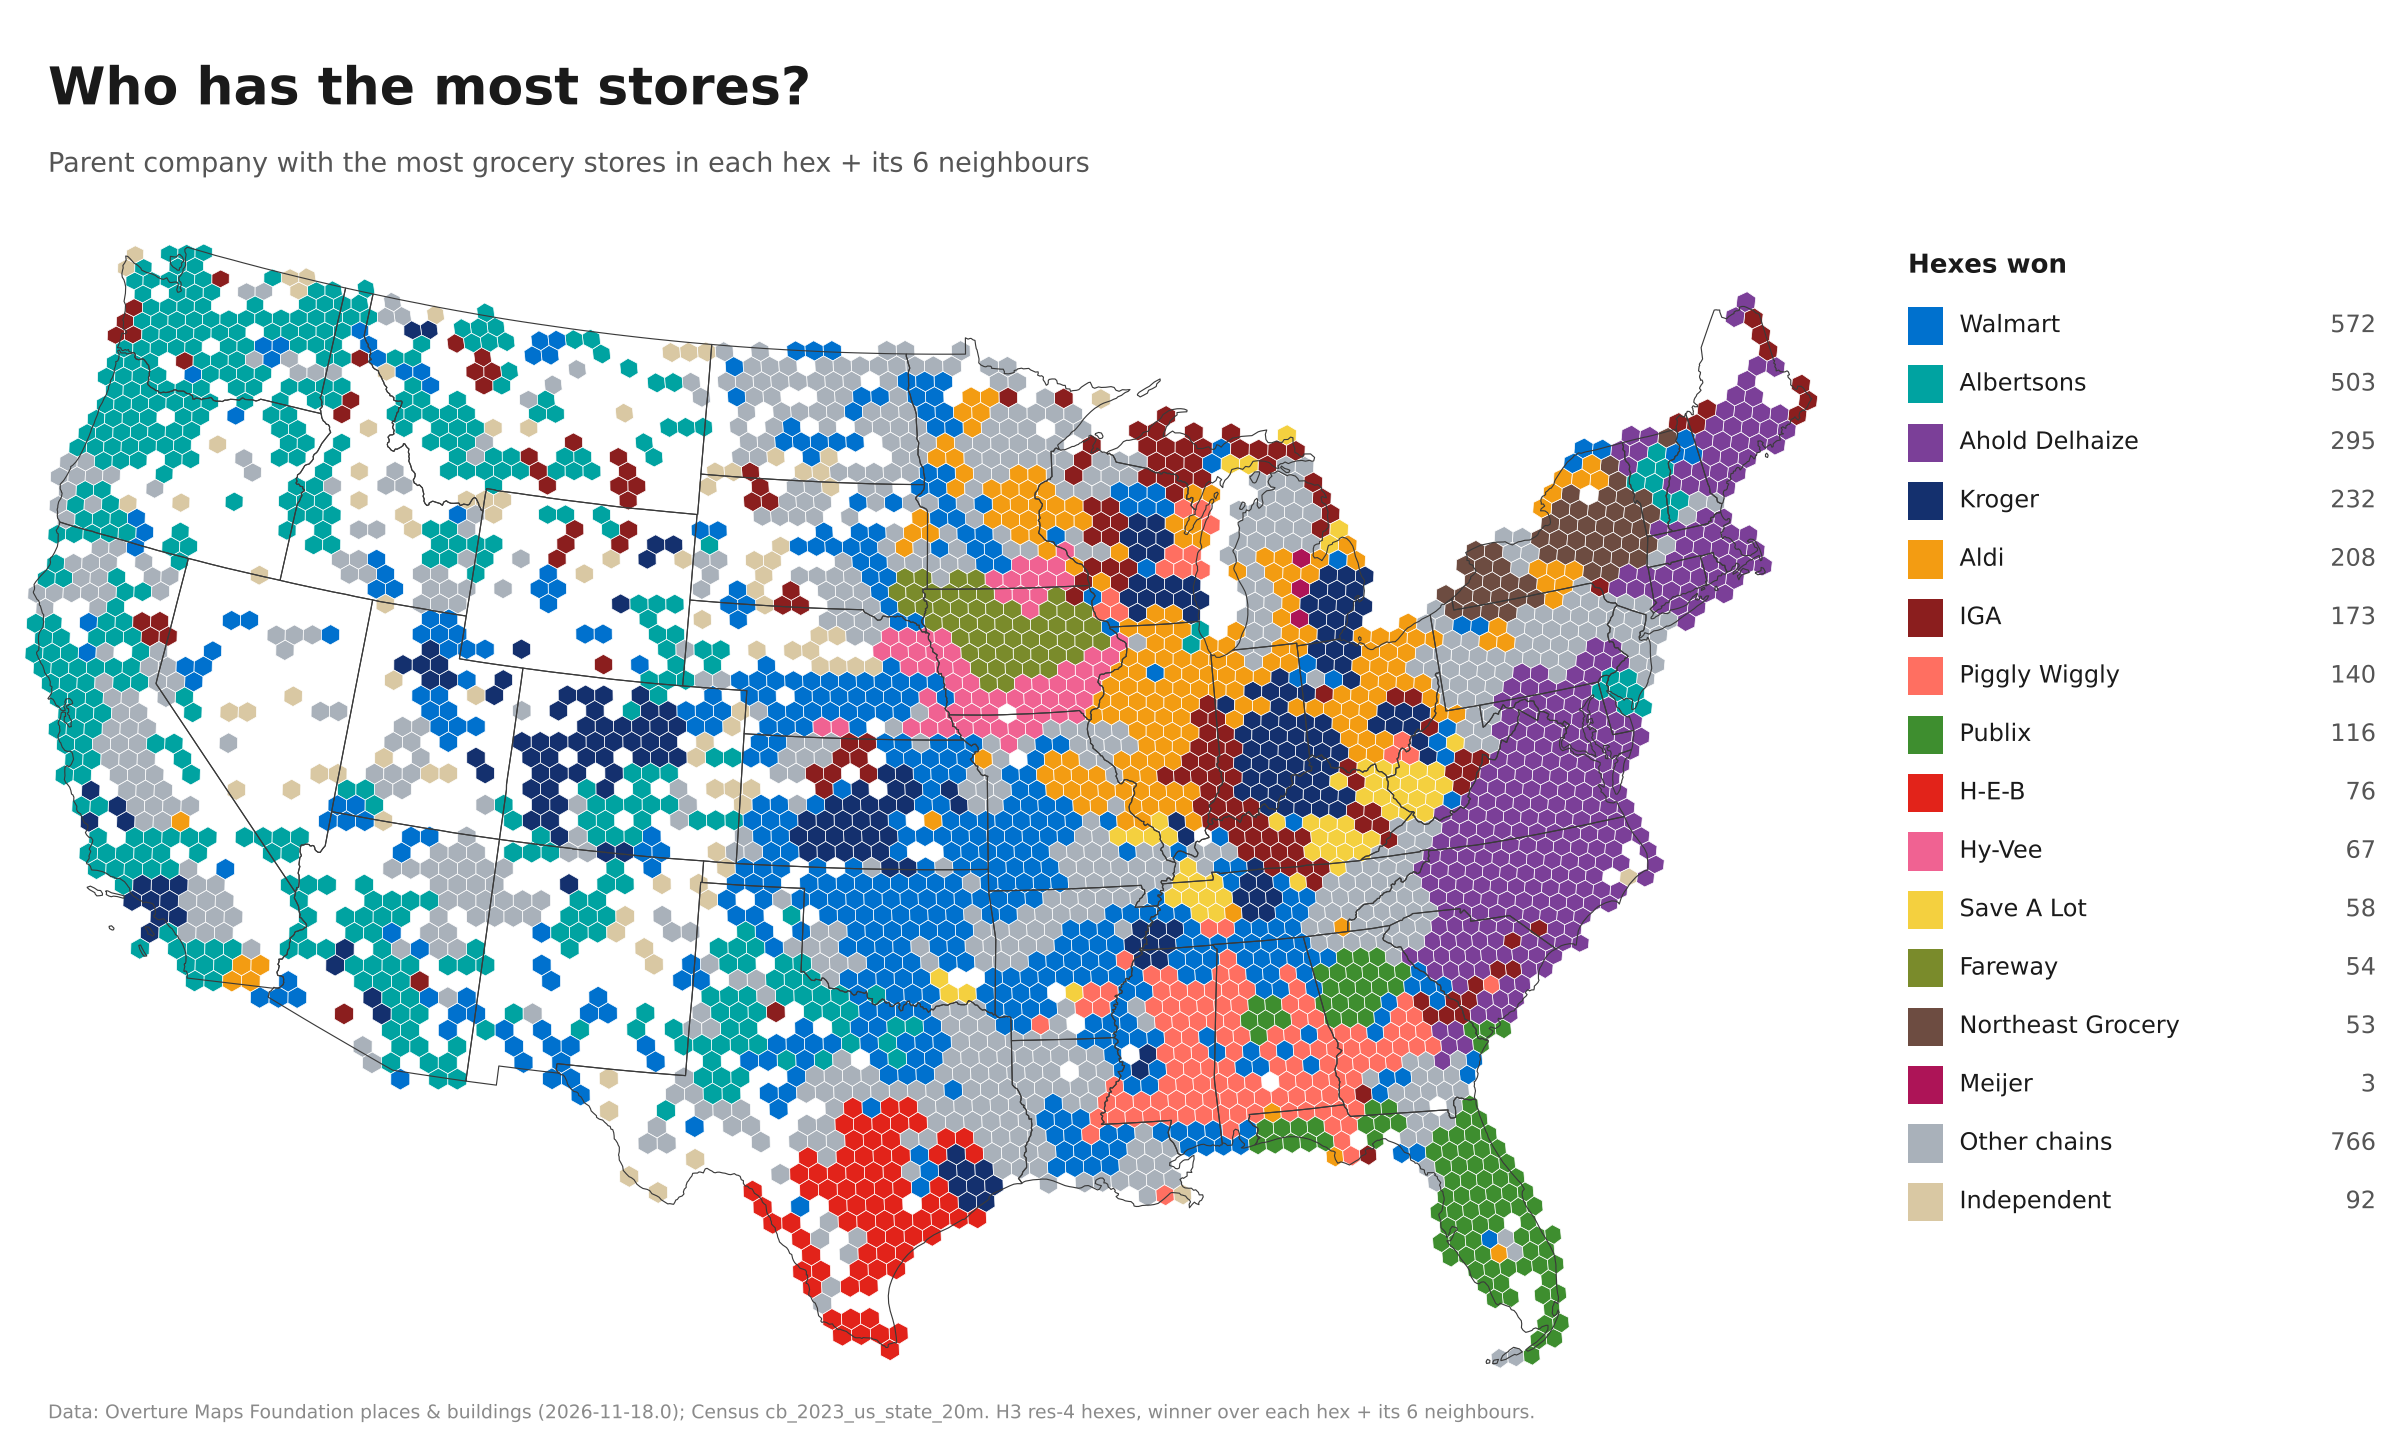 Who has the most stores?
Parent company with the most grocery stores in each hex + its 6 neighbours
Hexes won
Walmart 572
Albertsons 503
Ahold Delhaize 295
Kroger 232
Aldi 208
IGA 173
Piggly Wiggly 140
Publix 116
H-E-B 76
Hy-Vee 67
Save A Lot 58
Fareway 54
Northeast Grocery 53
Meijer 3
Other chains 766
Independent 92
Data: Overture Maps Foundation places & buildings (2026-11-18.0); Census cb_2023_us_state_20m. H3 res-4 hexes, winner over each hex + its 6 neighbours.